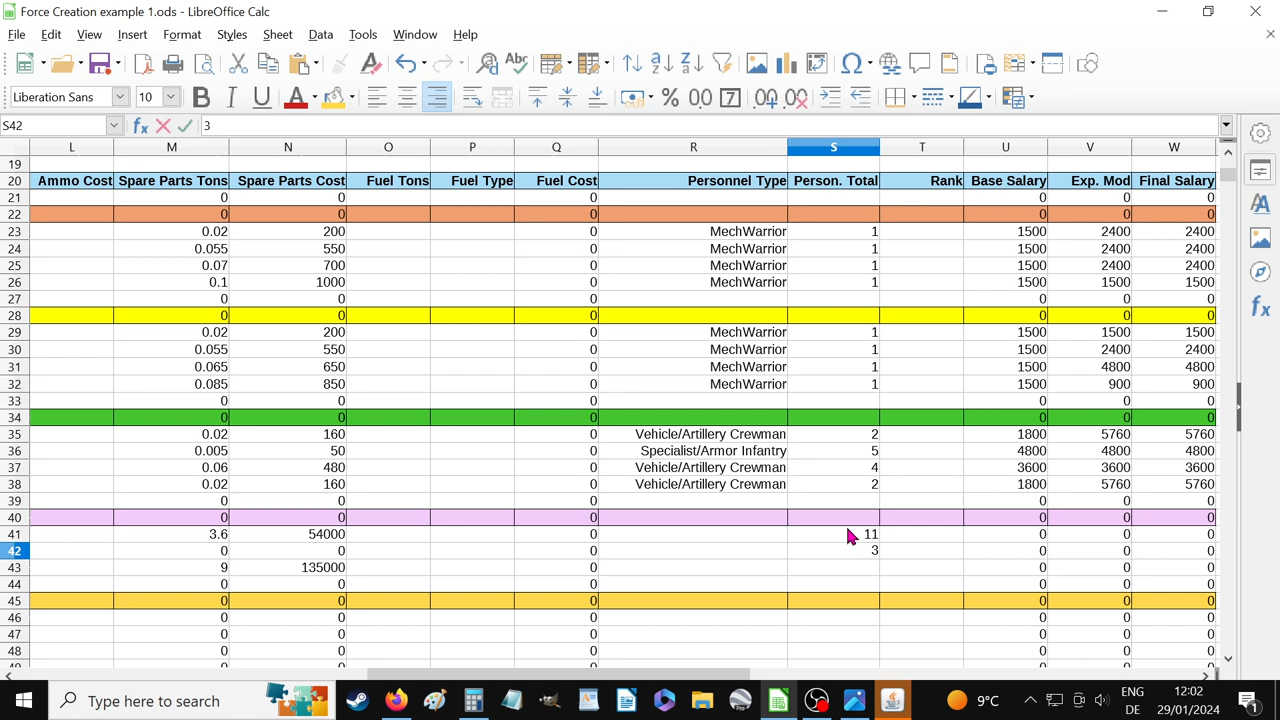 Force Creation example 1.ods - LibreOffice Calc
File Edit View Insert Format Styles Sheet Data Tools Window Help
Liberation Sans 10
S42 3
L M N O P Q R S T U V W
19
20 Ammo Cost Spare Parts Tons Spare Parts Cost Fuel Tons Fuel Type Fuel Cost Personnel Type Person. Total Rank Base Salary Exp. Mod Final Salary
21 0 0 0 0 0 0
22 0 0 0 0 0 0
23 0.02 200 0 MechWarrior 1 1500 2400 2400
24 0.055 550 0 MechWarrior 1 1500 2400 2400
25 0.07 700 0 MechWarrior 1 1500 2400 2400
26 0.1 1000 0 MechWarrior 1 1500 1500 1500
27 0 0 0 0 0 0
28 0 0 0 0 0 0
29 0.02 200 0 MechWarrior 1 1500 1500 1500
30 0.055 550 0 MechWarrior 1 1500 2400 2400
31 0.065 650 0 MechWarrior 1 1500 4800 4800
32 0.085 850 0 MechWarrior 1 1500 900 900
33 0 0 0 0 0 0
34 0 0 0 0 0 0
35 0.02 160 0 Vehicle/Artillery Crewman 2 1800 5760 5760
36 0.005 50 0 Specialist/Armor Infantry 5 4800 4800 4800
37 0.06 480 0 Vehicle/Artillery Crewman 4 3600 3600 3600
38 0.02 160 0 Vehicle/Artillery Crewman 2 1800 5760 5760
39 0 0 0 0 0 0
40 0 0 0 0 0 0
41 3.6 54000 0 11 0 0 0
42 0 0 0 3 0 0 0
43 9 135000 0 0 0 0
44 0 0 0 0 0 0
45 0 0 0 0 0 0
46 0 0 0 0 0 0
47 0 0 0 0 0 0
48 0 0 0 0 0 0
Type here to search 9°C ENG 12:02
DE 29/01/2024 1